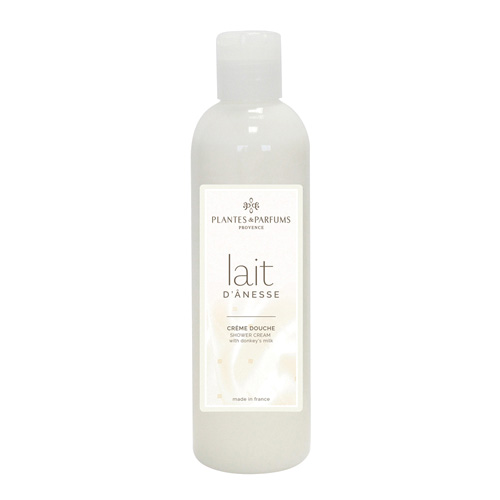 PLANTES & PARFUMS
PROVENCE
lait
D'ÂNESSE
CRÈME DOUCHE
SHOWER CREAM
with donkey's milk
made in france